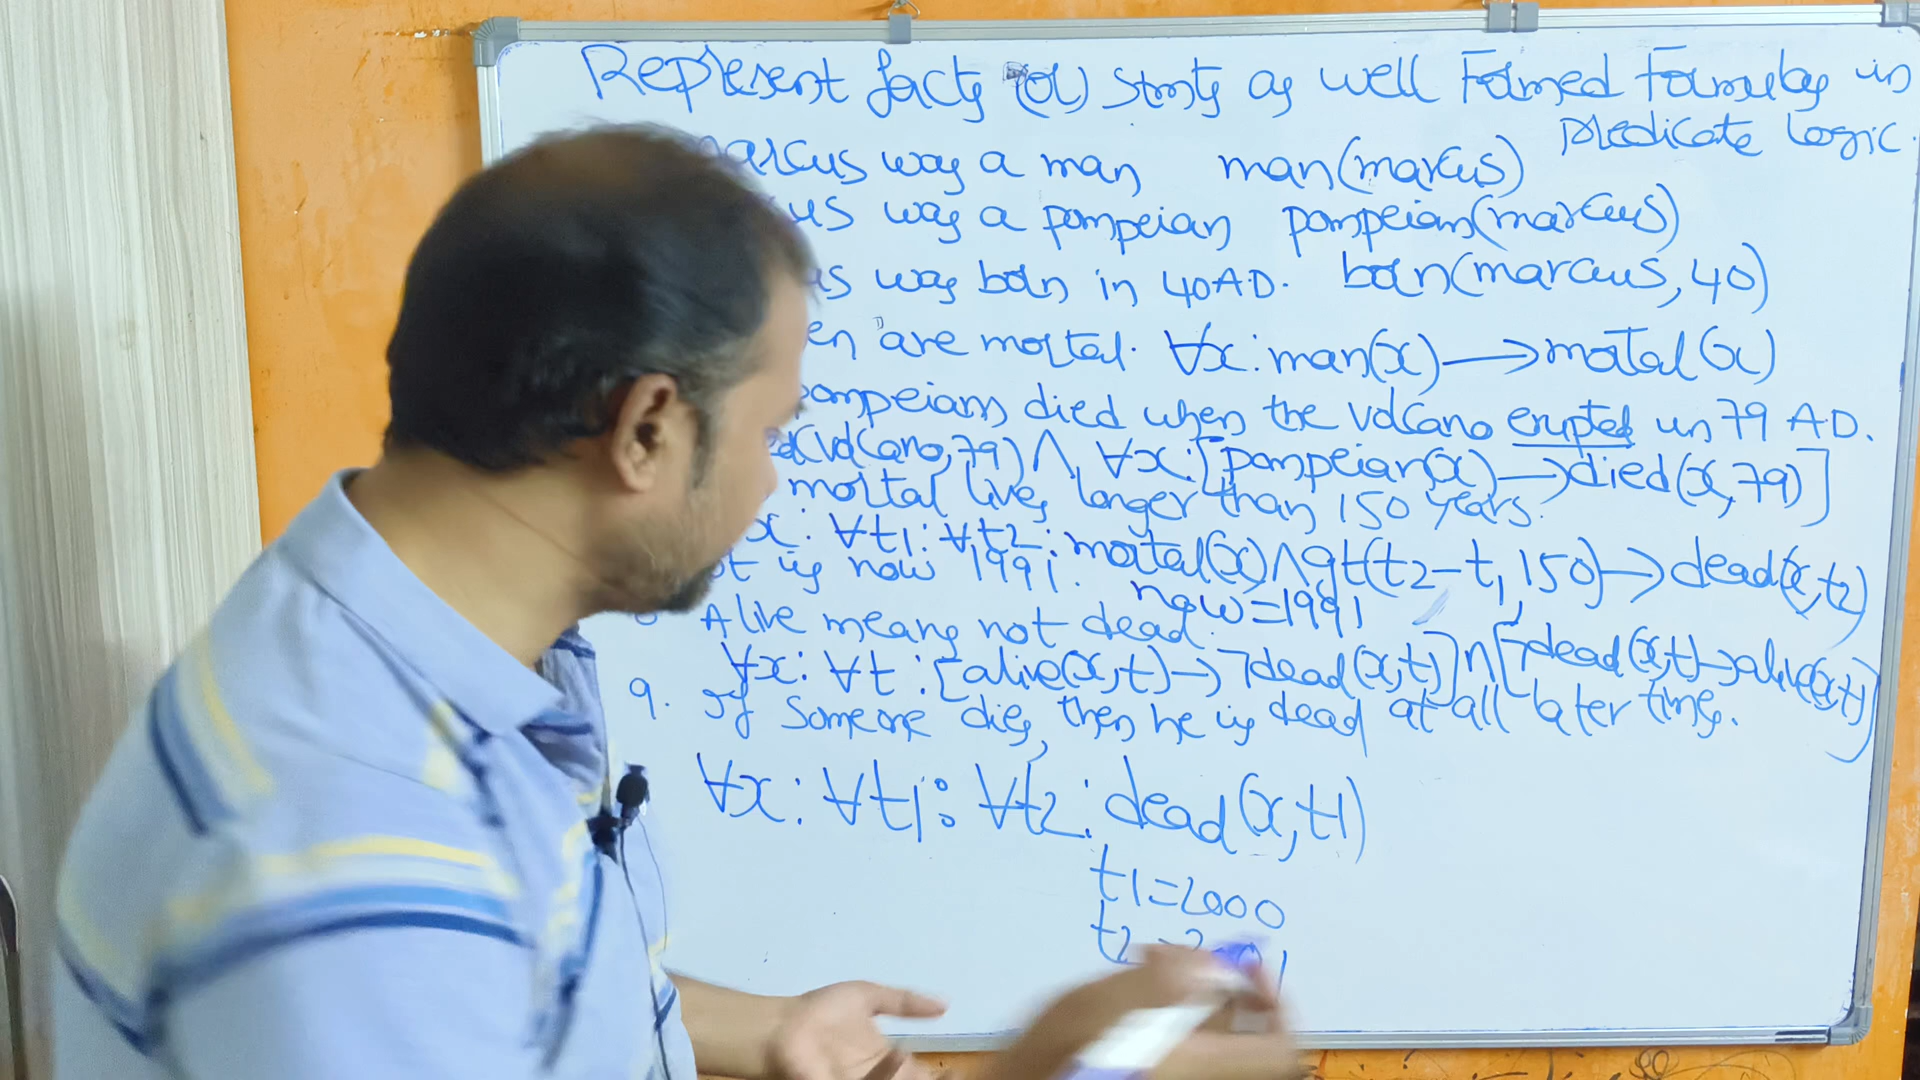 Represent facts (or) stmts as well Formed Formulas in
predicate logic.
marcus was a man man(marcus)
was a pompeian pompeian(marcus)
was born in 40 A.D. born(marcus, 40)
are mortal. ∀x: man(x) → mortal(x)
pompeians died when the volcano erupted in 79 A.D.
(volcano, 79) ∧ ∀x: [pompeian(x) → died(x, 79)]
mortal lives longer than 150 years.
x: ∀t1: ∀t2: mortal(x) ∧ gt(t2 - t1, 150) → dead(x, t2)
It is now 1991. now = 1991
8 Alive means not dead.
∀x: ∀t: [alive(x, t) → ¬dead(x, t)] ∧ [¬dead(x, t) → alive(x, t)]
9. If someone dies, then he is dead at all later times.
∀x: ∀t1: ∀t2: dead(x, t1)
t1 = 2000
t2 =